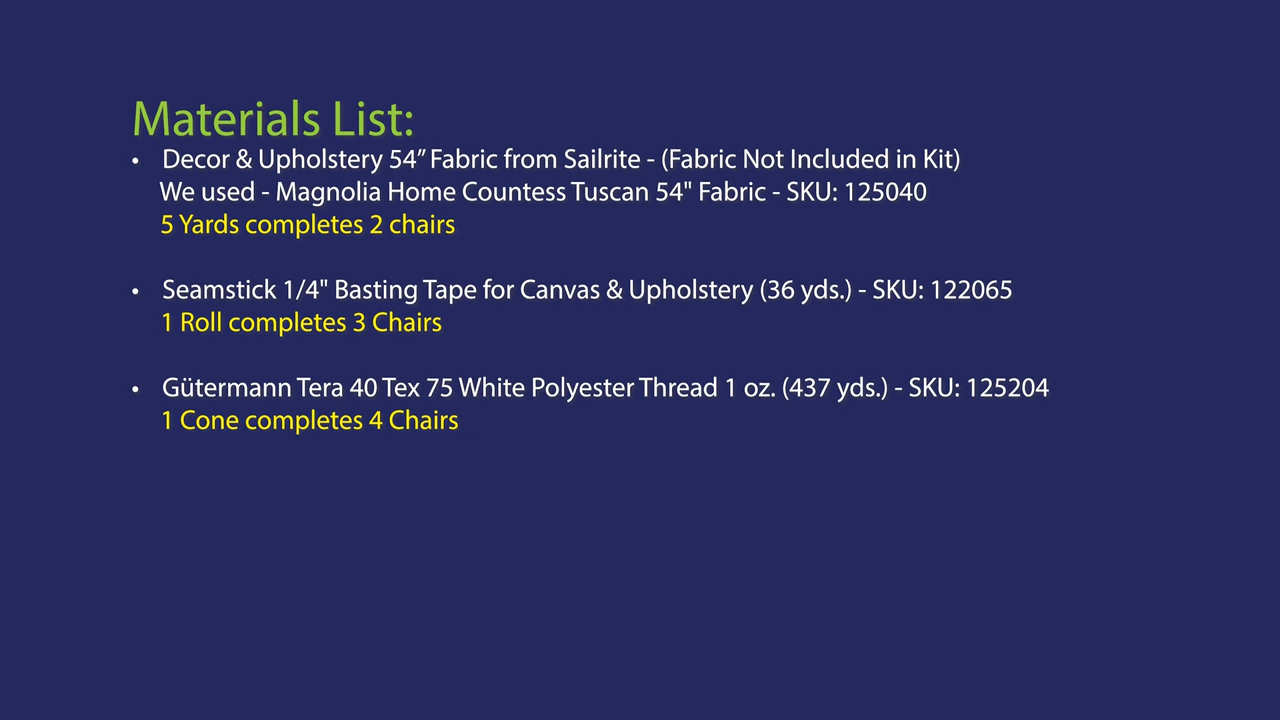 Materials List:
• Decor & Upholstery 54” Fabric from Sailrite - (Fabric Not Included in Kit)
We used - Magnolia Home Countess Tuscan 54" Fabric - SKU: 125040
5 Yards completes 2 chairs
• Seamstick 1/4" Basting Tape for Canvas & Upholstery (36 yds.) - SKU: 122065
1 Roll completes 3 Chairs
• Gütermann Tera 40 Tex 75 White Polyester Thread 1 oz. (437 yds.) - SKU: 125204
1 Cone completes 4 Chairs